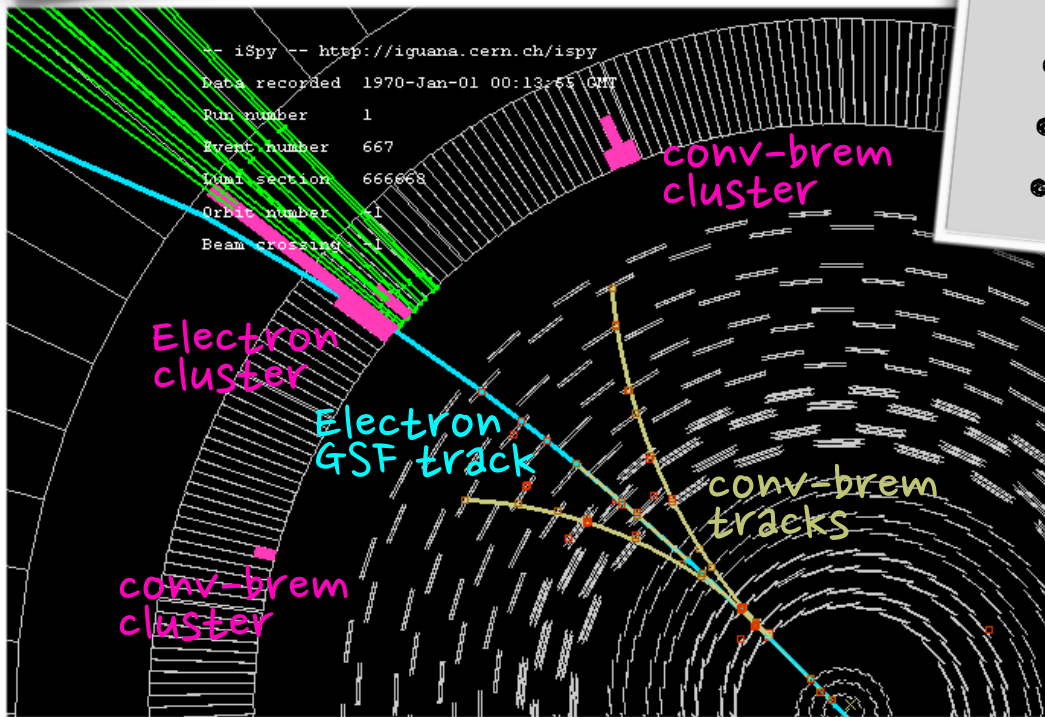 -- iSpy -- http://iguana.cern.ch/ispy
Data recorded 1970-Jan-01 00:13:65 GMT
Run number 1
Event number 667
Lumi section 666668
Orbit number -1
Beam crossing -1
conv-brem
cluster
Electron
cluster
Electron
GSF track
conv-brem
tracks
conv-brem
cluster